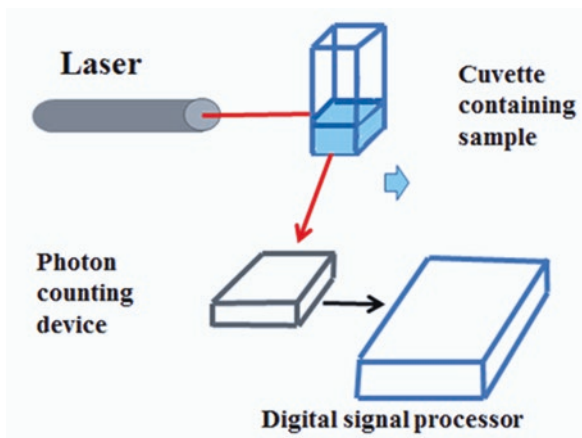 Laser
Cuvette
containing
sample
Photon
counting
device
Digital signal processor